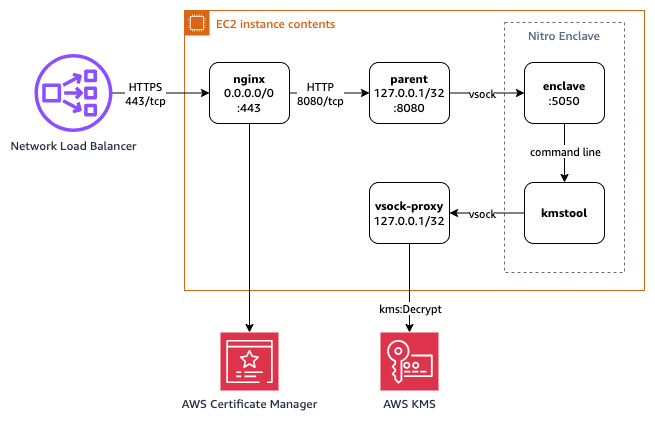 EC2 instance contents
Nitro Enclave
Network Load Balancer
HTTPS
443/tcp
nginx
0.0.0.0/0
:443
HTTP
8080/tcp
parent
127.0.0.1/32
:8080
vsock
enclave
:5050
command line
vsock-proxy
127.0.0.1/32
vsock
kmstool
kms:Decrypt
AWS Certificate Manager
AWS KMS